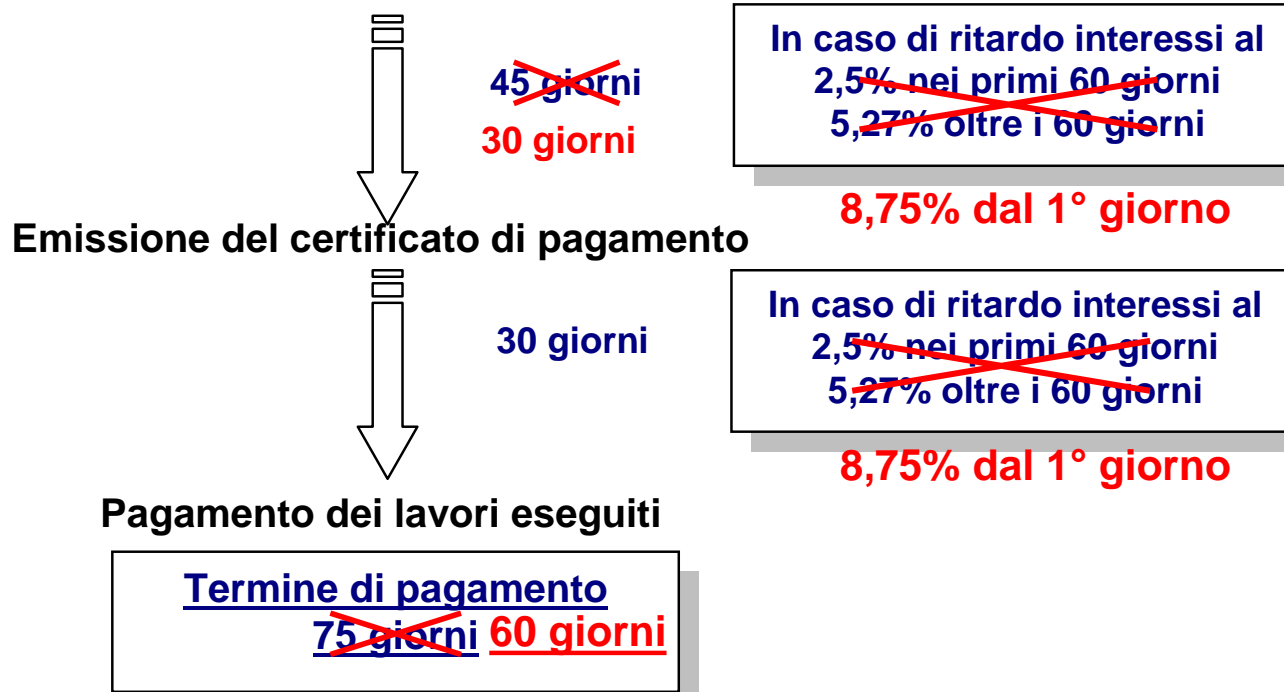 45 giorni
30 giorni
In caso di ritardo interessi al
2,5% nei primi 60 giorni
5,27% oltre i 60 giorni
8,75% dal 1° giorno
Emissione del certificato di pagamento
30 giorni
In caso di ritardo interessi al
2,5% nei primi 60 giorni
5,27% oltre i 60 giorni
8,75% dal 1° giorno
Pagamento dei lavori eseguiti
Termine di pagamento
75 giorni 60 giorni